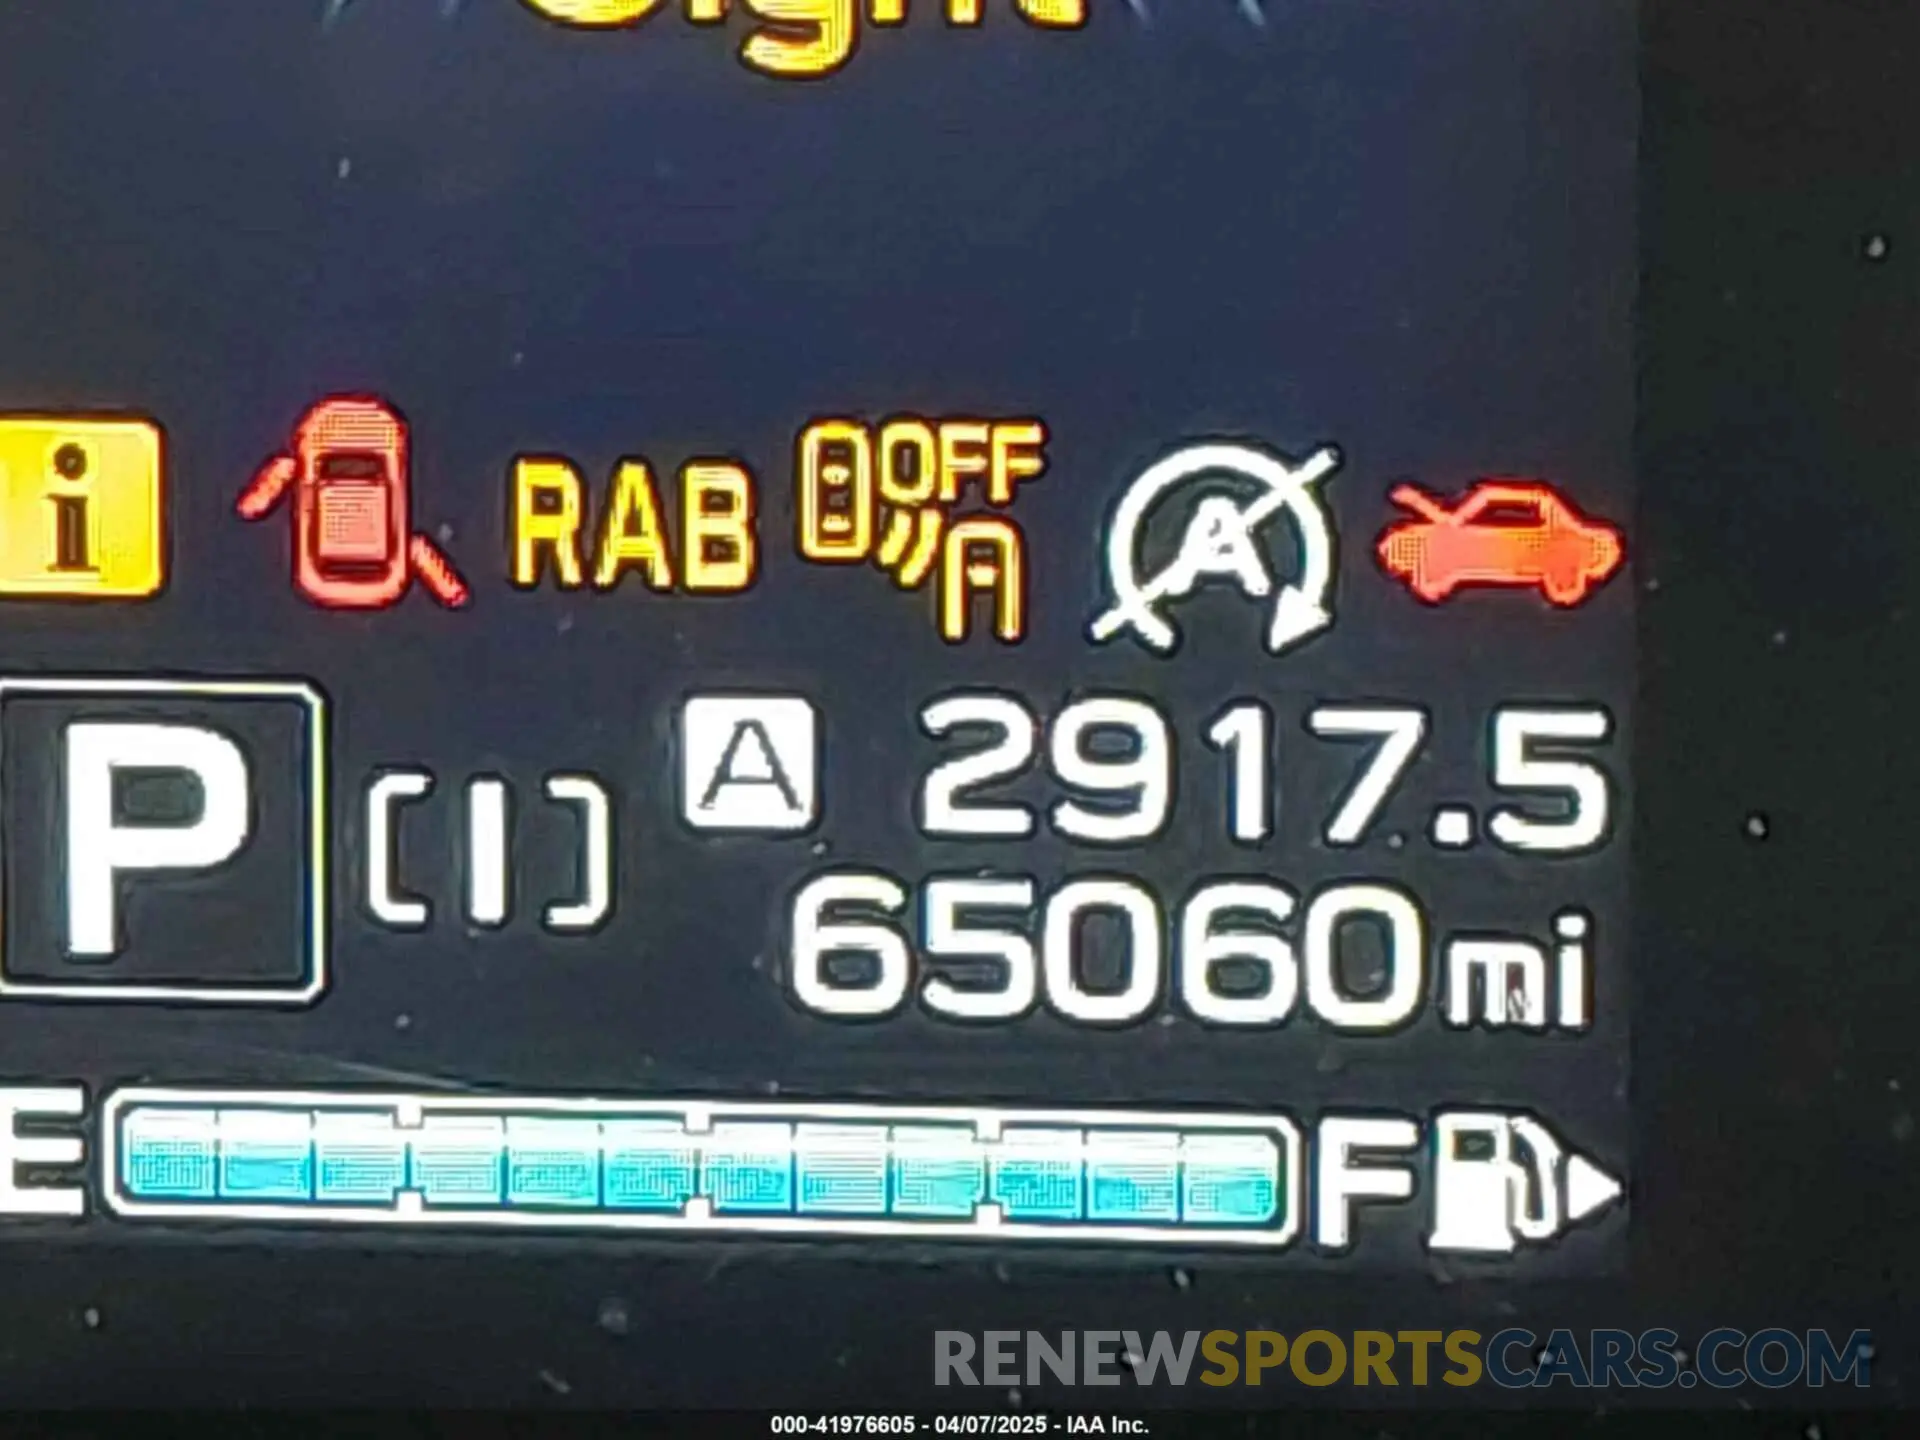 i RAB OFF A
P ( I ) A 2917.5
65060mi
E F
RENEWSPORTSCARS.COM
000-41976605 - 04/07/2025 - IAA Inc.